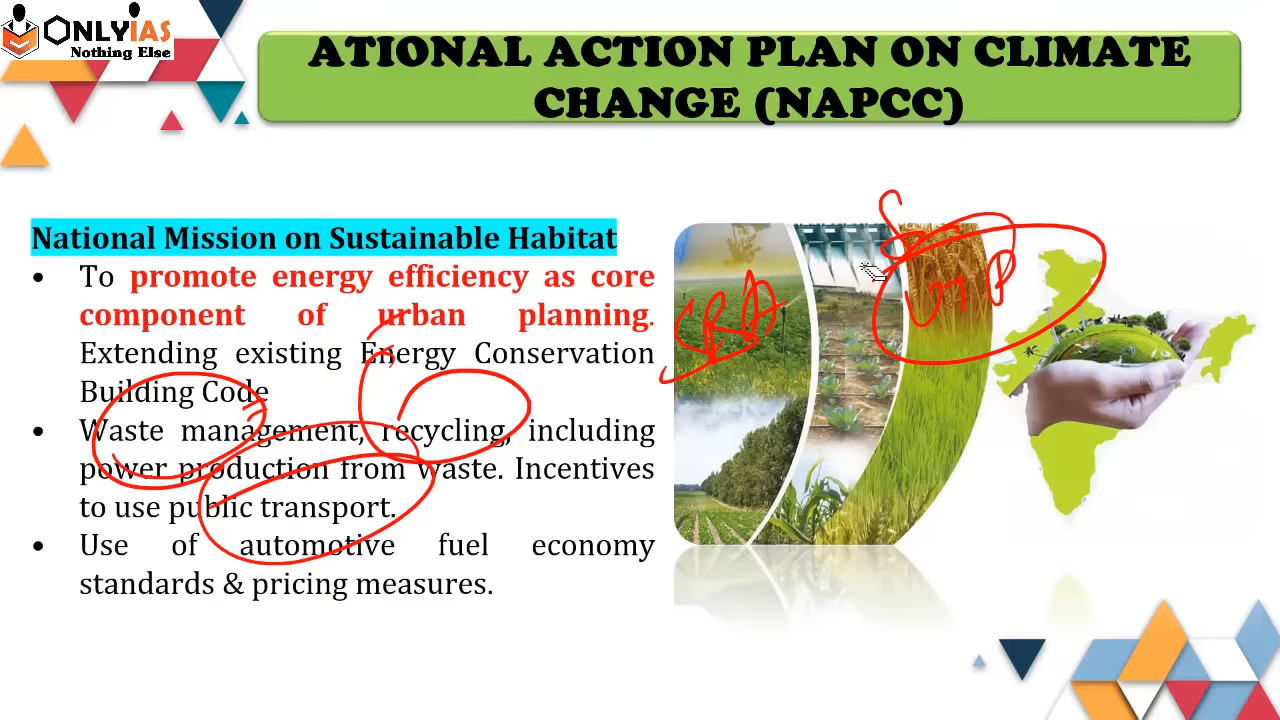 ONLYIAS
Nothing Else
ATIONAL ACTION PLAN ON CLIMATE
CHANGE (NAPCC)
National Mission on Sustainable Habitat
• To promote energy efficiency as core
component of urban planning.
Extending existing Energy Conservation
Building Code
• Waste management, recycling, including
power production from waste. Incentives
to use public transport.
• Use of automotive fuel economy
standards & pricing measures.